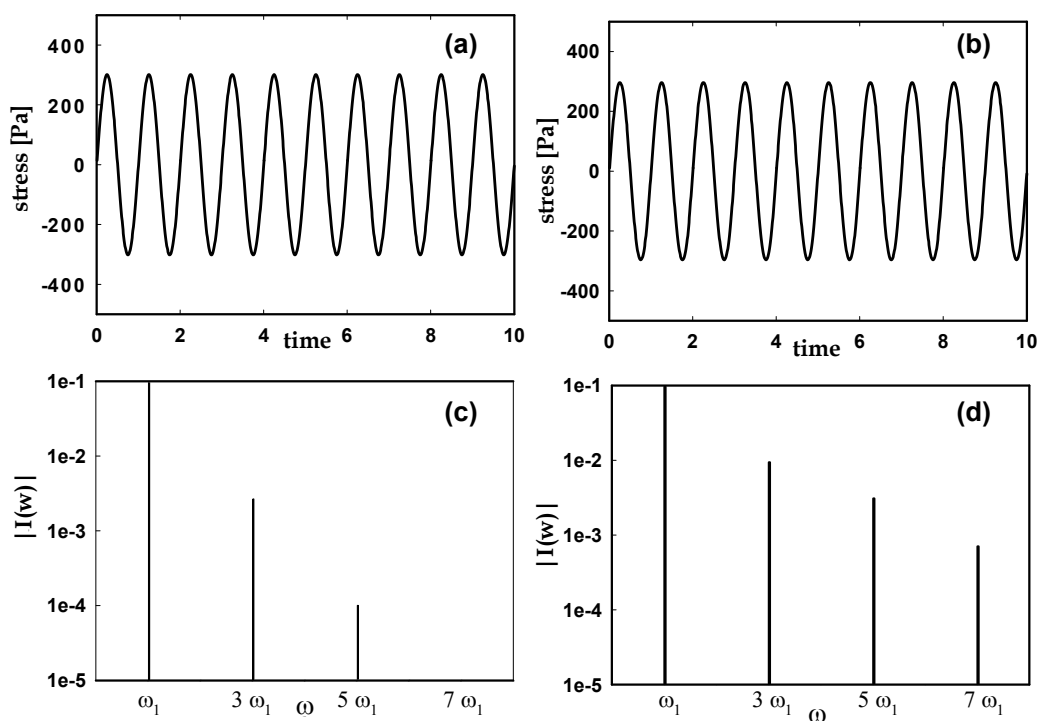 (a)
stress [Pa]
400
200
0
-200
-400
0 2 4 6 8 10
time
(b)
stress [Pa]
400
200
0
-200
-400
0 2 4 6 8 10
time
(c)
|I(w)|
1e-1
1e-2
1e-3
1e-4
1e-5
ω₁ 3 ω₁ 5 ω₁ 7 ω₁
ω
(d)
|I(w)|
1e-1
1e-2
1e-3
1e-4
1e-5
ω₁ 3 ω₁ 5 ω₁ 7 ω₁
ω